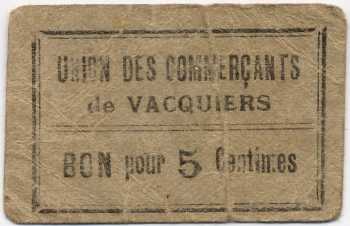 UNION DES COMMERÇANTS
de VACQUIERS
BON pour 5 Centimes